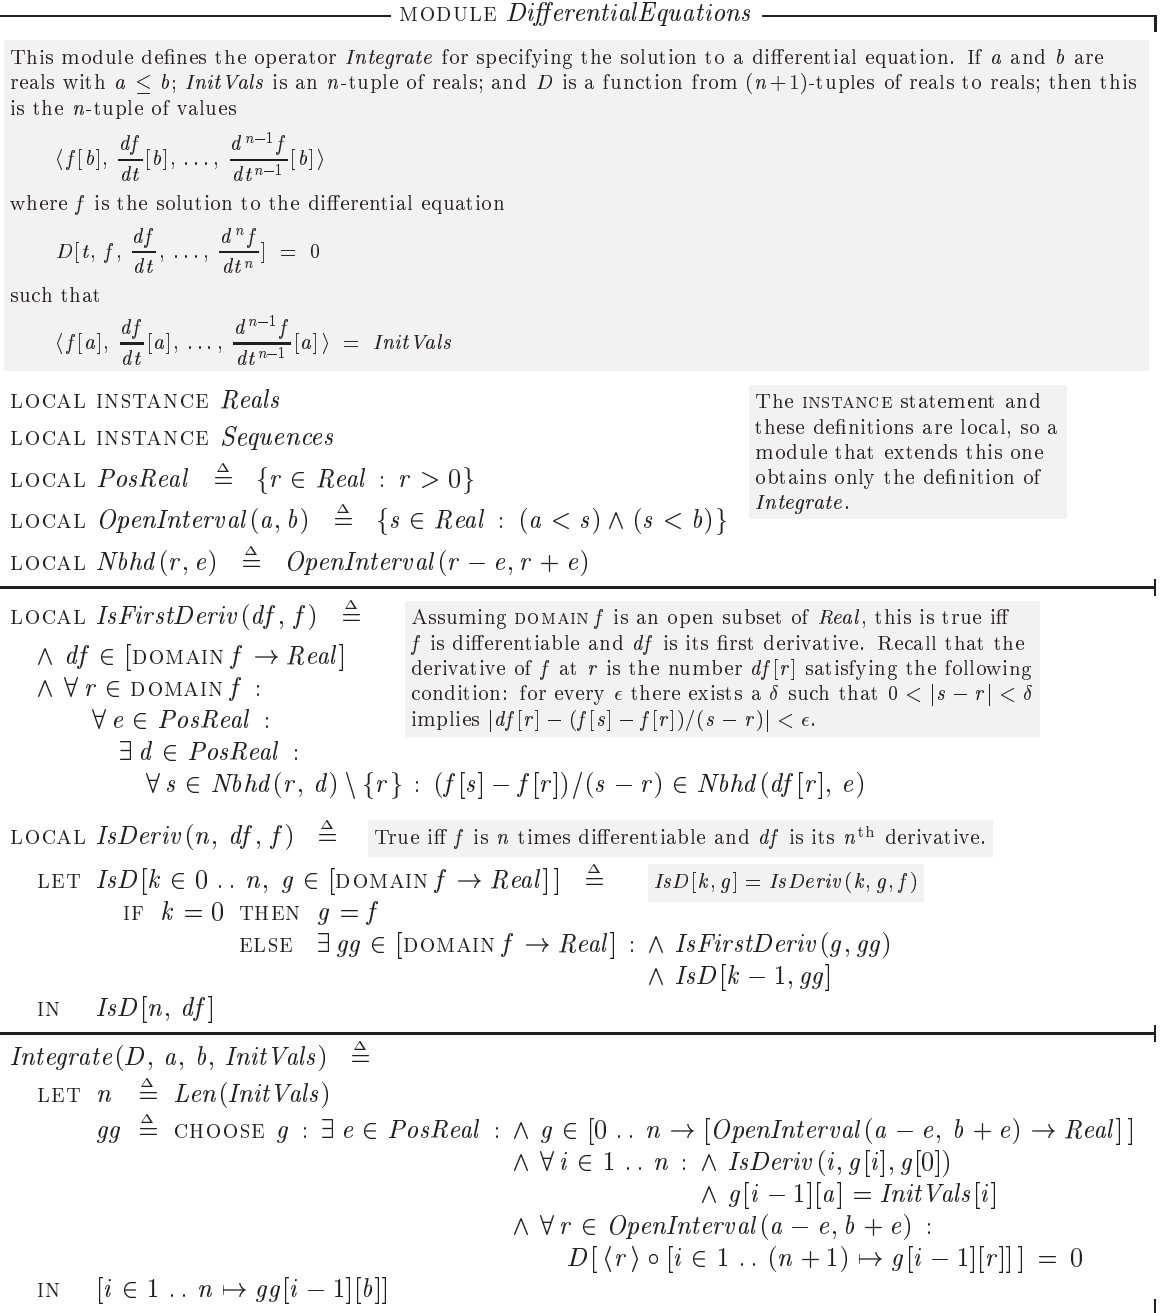 MODULE DifferentialEquations
This module defines the operator Integrate for specifying the solution to a differential equation. If a and b are
reals with a ≤ b; InitVals is an n-tuple of reals; and D is a function from (n+1)-tuples of reals to reals; then this
is the n-tuple of values
⟨f[b], df/dt[b], ..., d^{n−1}f/dt^{n−1}[b]⟩
where f is the solution to the differential equation
D[t, f, df/dt, ..., d^n f/dt^n] = 0
such that
⟨f[a], df/dt[a], ..., d^{n−1}f/dt^{n−1}[a]⟩ = InitVals
LOCAL INSTANCE Reals
LOCAL INSTANCE Sequences
LOCAL PosReal ≜ {r ∈ Real : r > 0}
LOCAL OpenInterval(a, b) ≜ {s ∈ Real : (a < s) ∧ (s < b)}
LOCAL Nbhd(r, e) ≜ OpenInterval(r − e, r + e)
The INSTANCE statement and
these definitions are local, so a
module that extends this one
obtains only the definition of
Integrate.
LOCAL IsFirstDeriv(df, f) ≜
Assuming DOMAIN f is an open subset of Real, this is true iff
f is differentiable and df is its first derivative. Recall that the
derivative of f at r is the number df[r] satisfying the following
condition: for every ϵ there exists a δ such that 0 < |s − r| < δ
implies |df[r] − (f[s] − f[r])/(s − r)| < ϵ.
∧ df ∈ [DOMAIN f → Real]
∧ ∀ r ∈ DOMAIN f :
∀ e ∈ PosReal :
∃ d ∈ PosReal :
∀ s ∈ Nbhd(r, d) \ {r} : (f[s] − f[r])/(s − r) ∈ Nbhd(df[r], e)
LOCAL IsDeriv(n, df, f) ≜ True iff f is n times differentiable and df is its n^th derivative.
LET IsD[k ∈ 0 .. n, g ∈ [DOMAIN f → Real]] ≜ IsD[k, g] = IsDeriv(k, g, f)
IF k = 0 THEN g = f
ELSE ∃ gg ∈ [DOMAIN f → Real] : ∧ IsFirstDeriv(g, gg)
∧ IsD[k − 1, gg]
IN IsD[n, df]
Integrate(D, a, b, InitVals) ≜
LET n ≜ Len(InitVals)
gg ≜ CHOOSE g : ∃ e ∈ PosReal : ∧ g ∈ [0 .. n → [OpenInterval(a − e, b + e) → Real]]
∧ ∀ i ∈ 1 .. n : ∧ IsDeriv(i, g[i], g[0])
∧ g[i − 1][a] = InitVals[i]
∧ ∀ r ∈ OpenInterval(a − e, b + e) :
D[⟨r⟩ ∘ [i ∈ 1 .. (n + 1) ↦ g[i − 1][r]]] = 0
IN [i ∈ 1 .. n ↦ gg[i − 1][b]]